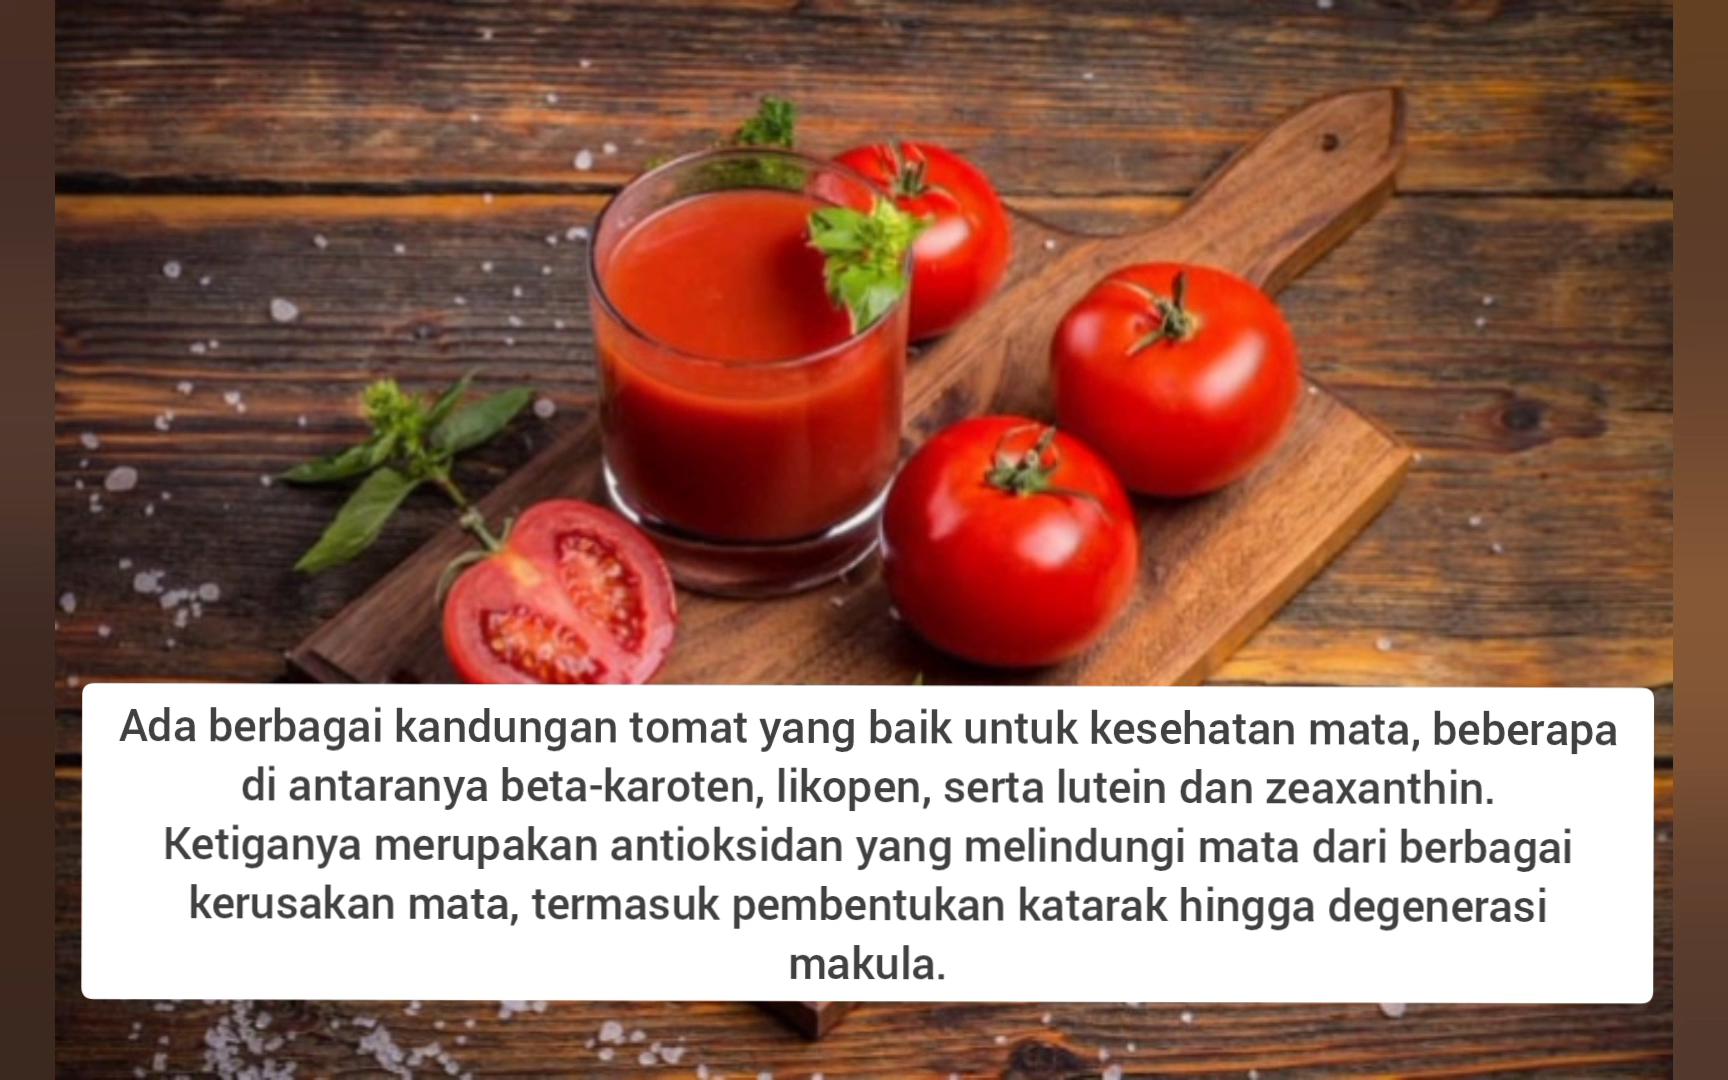 Ada berbagai kandungan tomat yang baik untuk kesehatan mata, beberapa
di antaranya beta-karoten, likopen, serta lutein dan zeaxanthin.
Ketiganya merupakan antioksidan yang melindungi mata dari berbagai
kerusakan mata, termasuk pembentukan katarak hingga degenerasi
makula.